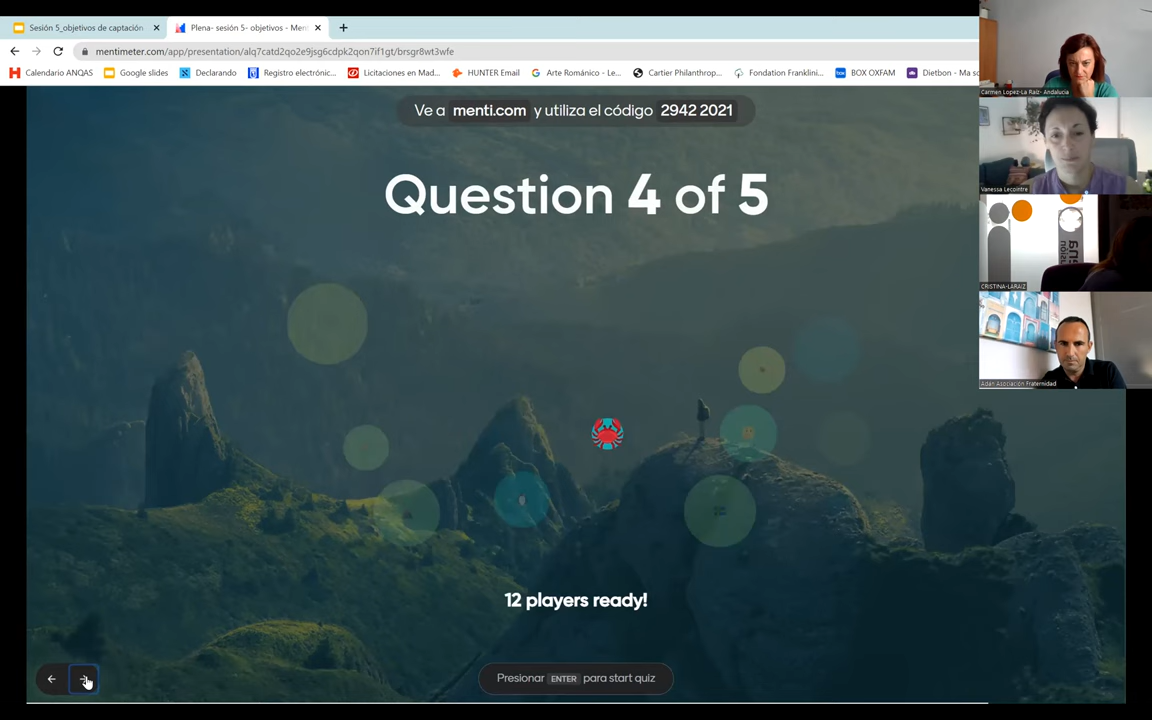 Sesión 5_objetivos de captación
Plena- sesión 5- objetivos - Men
mentimeter.com/app/presentation/alq7catd2qo2e9jsg6cdpk2qon7if1gt/brsgr8wt3wfe
Calendario ANQAS
Google slides
Declarando
Registro electrónic...
Licitaciones en Mad...
HUNTER Email
Arte Románico - Le...
Cartier Philanthrop...
Fondation Franklini...
BOX OXFAM
Dietbon - Ma s
Ve a menti.com y utiliza el código 2942 2021
Question 4 of 5
12 players ready!
Presionar ENTER para start quiz
Carmen Lopez-La Raiz- Andalucia
Vanessa Lecointre
CRISTINA-LARAIZ
Adan Asociación Fraternidad